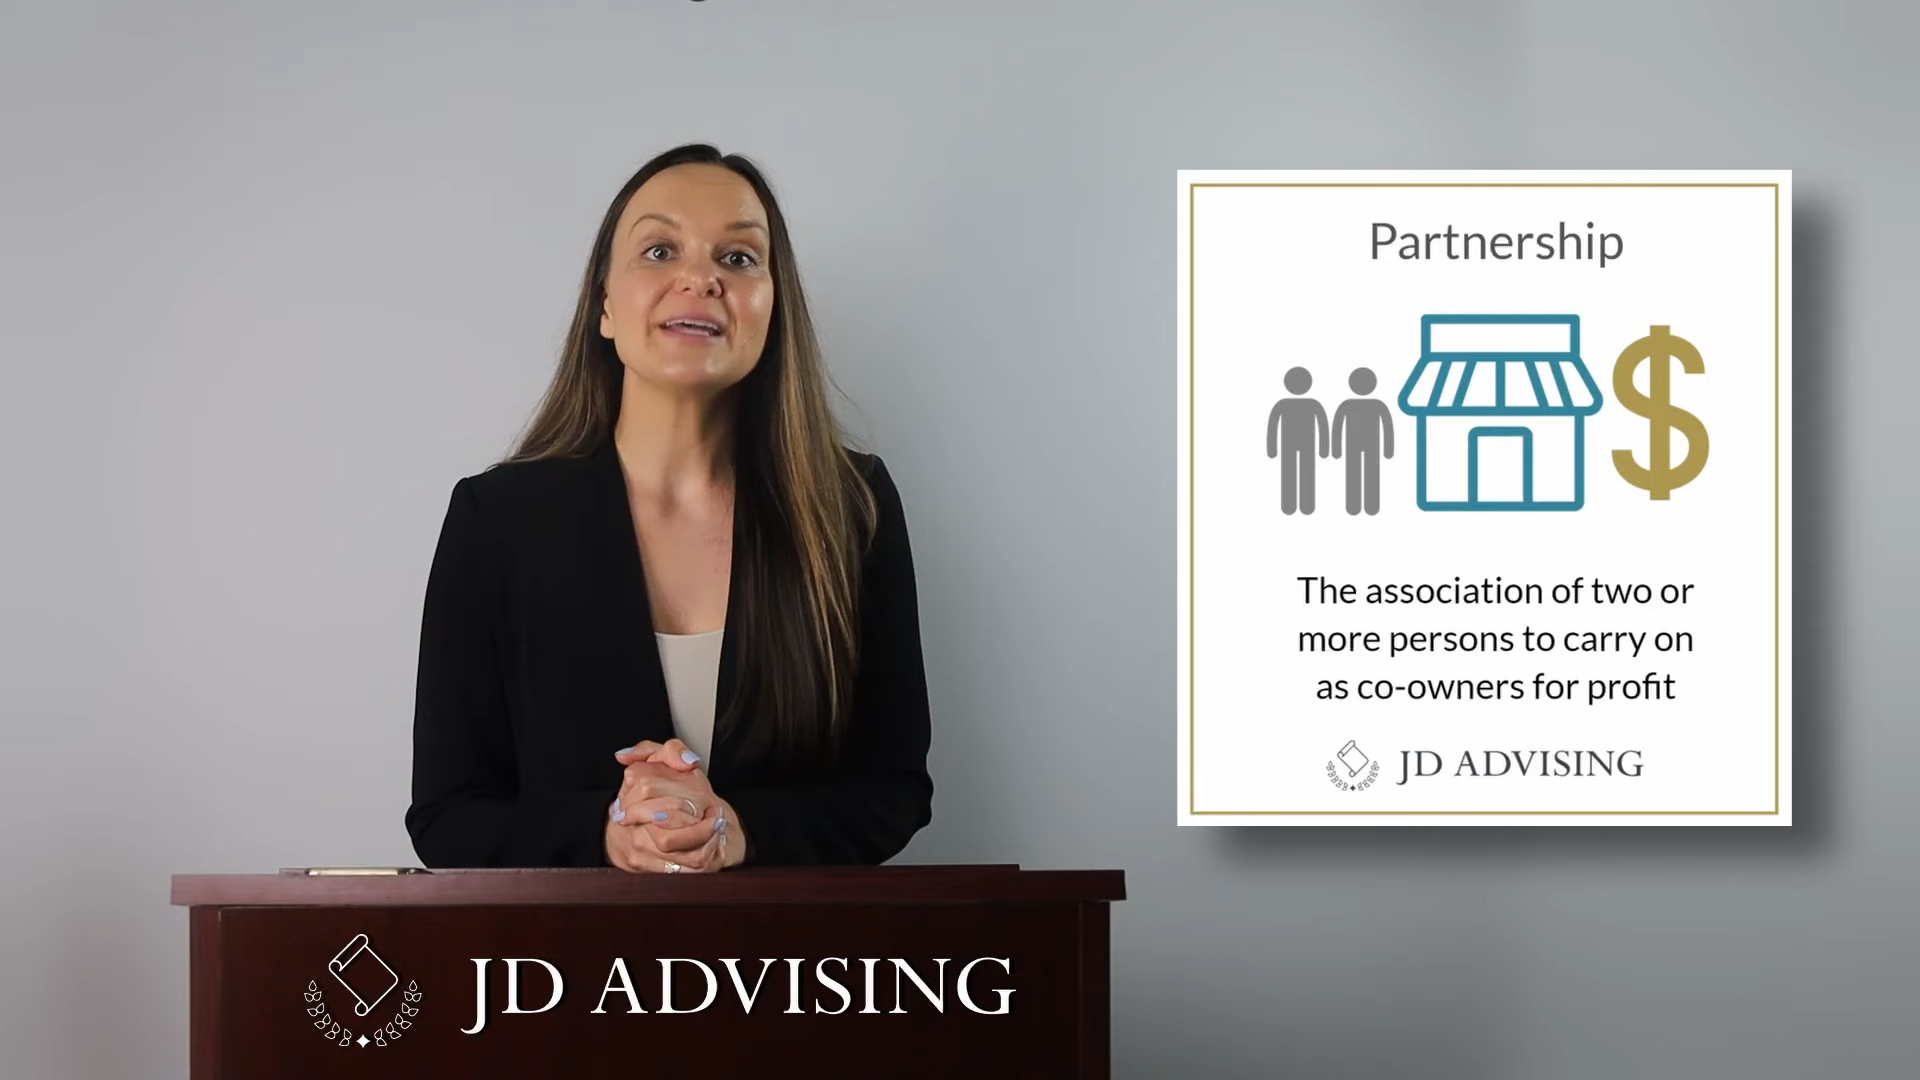 Partnership
The association of two or
more persons to carry on
as co-owners for profit
JD ADVISING
JD ADVISING